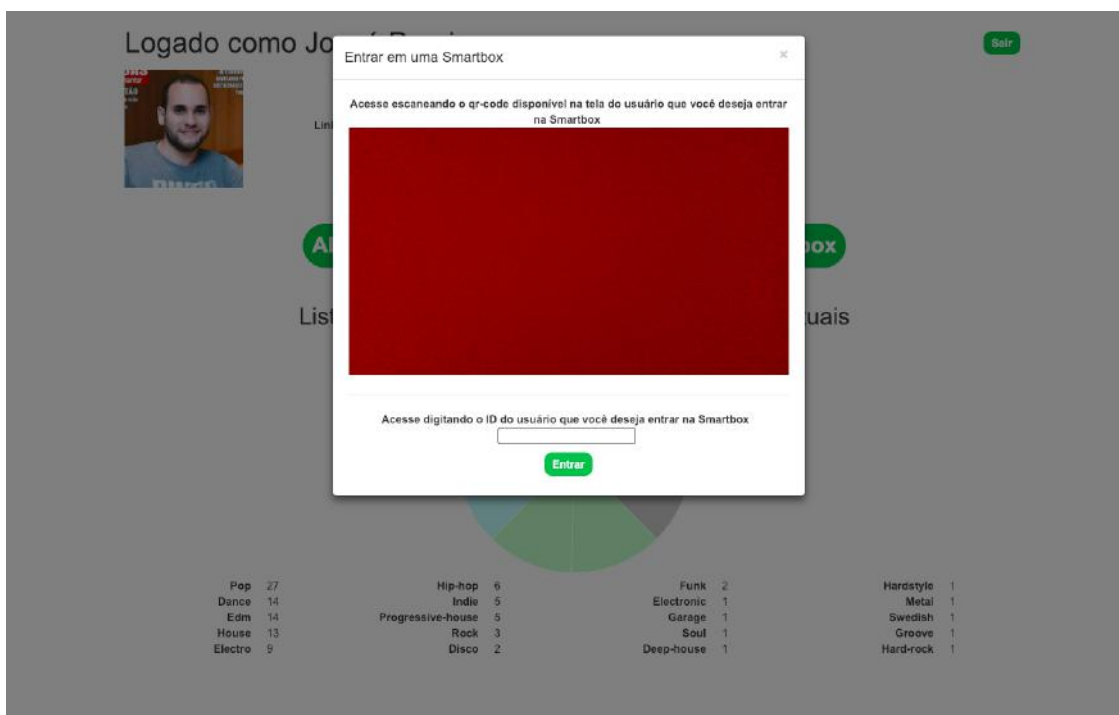 Logado como Jo
Sair
Entrar em uma Smartbox
×
Acesse escaneando o qr-code disponível na tela do usuário que você deseja entrar
na Smartbox
Acesse digitando o ID do usuário que você deseja entrar na Smartbox
Entrar
Pop 27 Hip-hop 6 Funk 2 Hardstyle 1
Dance 14 Indie 5 Electronic 1 Metal 1
Edm 14 Progressive-house 5 Garage 1 Swedish 1
House 13 Rock 3 Soul 1 Groove 1
Electro 9 Disco 2 Deep-house 1 Hard-rock 1